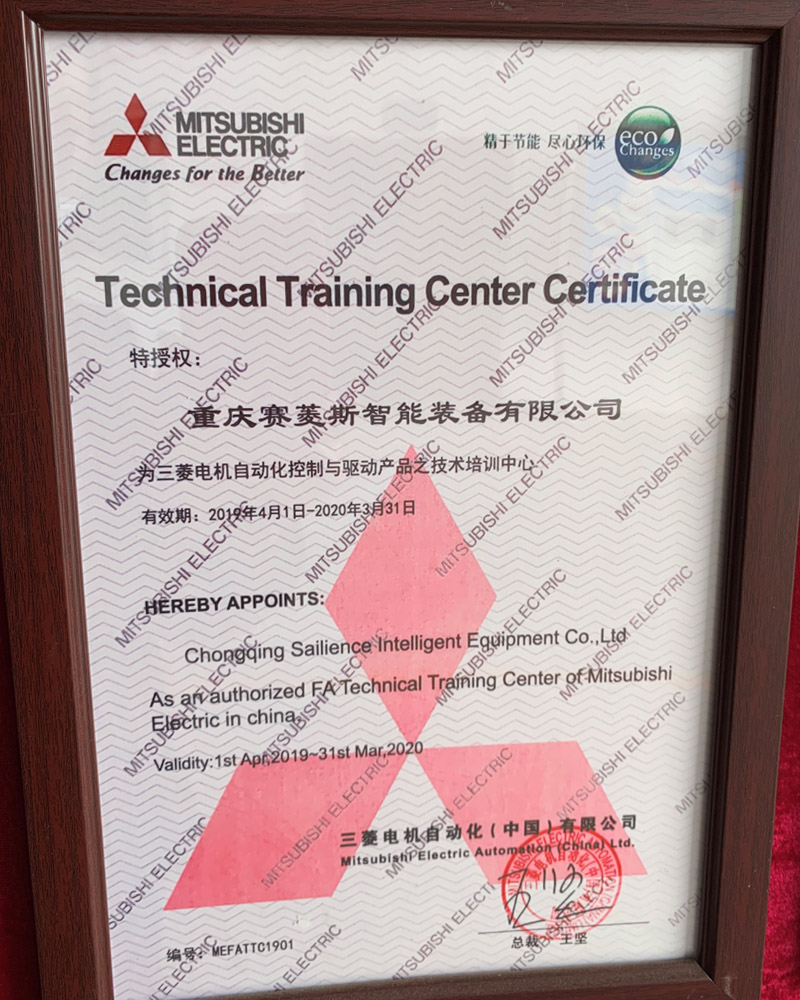 MITSUBISHI
ELECTRIC
Changes for the Better
精于节能 尽心环保
eco
Changes
Technical Training Center Certificate
特授权：
重庆赛菱斯智能装备有限公司
为三菱电机自动化控制与驱动产品之技术培训中心
有效期：2019年4月1日-2020年3月31日
HEREBY APPOINTS:
Chongqing Sailience Intelligent Equipment Co.,Ltd
As an authorized FA Technical Training Center of Mitsubishi
Electric in china.
Validity:1st Apr,2019~31st Mar,2020
三菱电机自动化（中国）有限公司
Mitsubishi Electric Automation (China) Ltd.
总裁 王坚
编号：MEFATTC1901